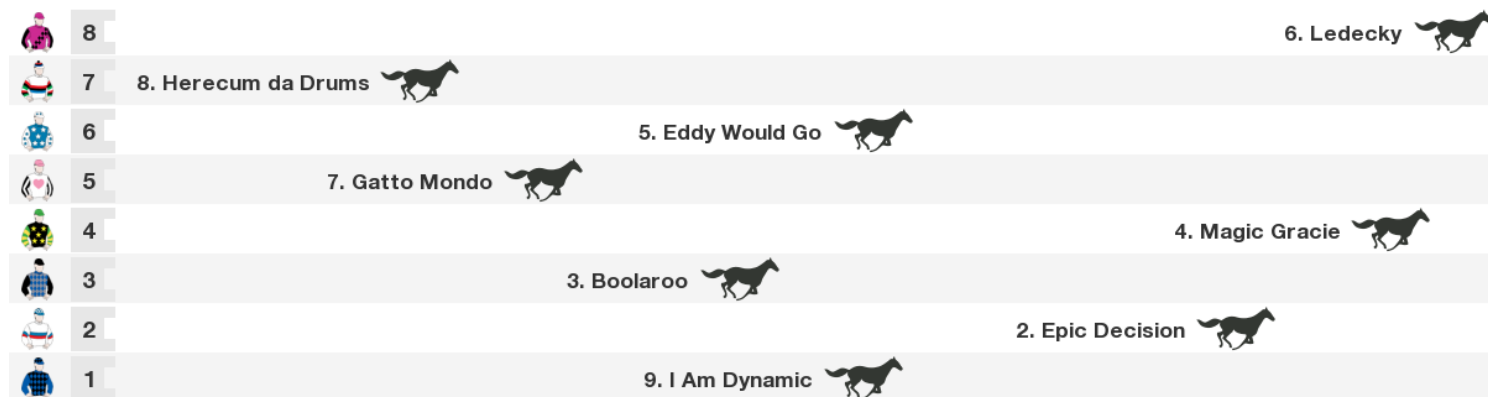 8 6. Ledecky
7 8. Herecum da Drums
6 5. Eddy Would Go
5 7. Gatto Mondo
4 4. Magic Gracie
3 3. Boolaroo
2 2. Epic Decision
1 9. I Am Dynamic